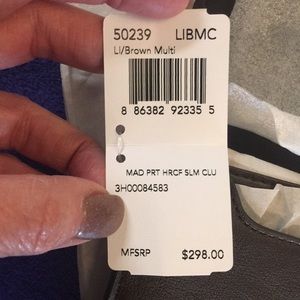 50239 LIBMC
LI/Brown Multi
8 86382 92335 5
MAD PRT HRCF SLM CLU
3H00084583
MFSRP $298.00